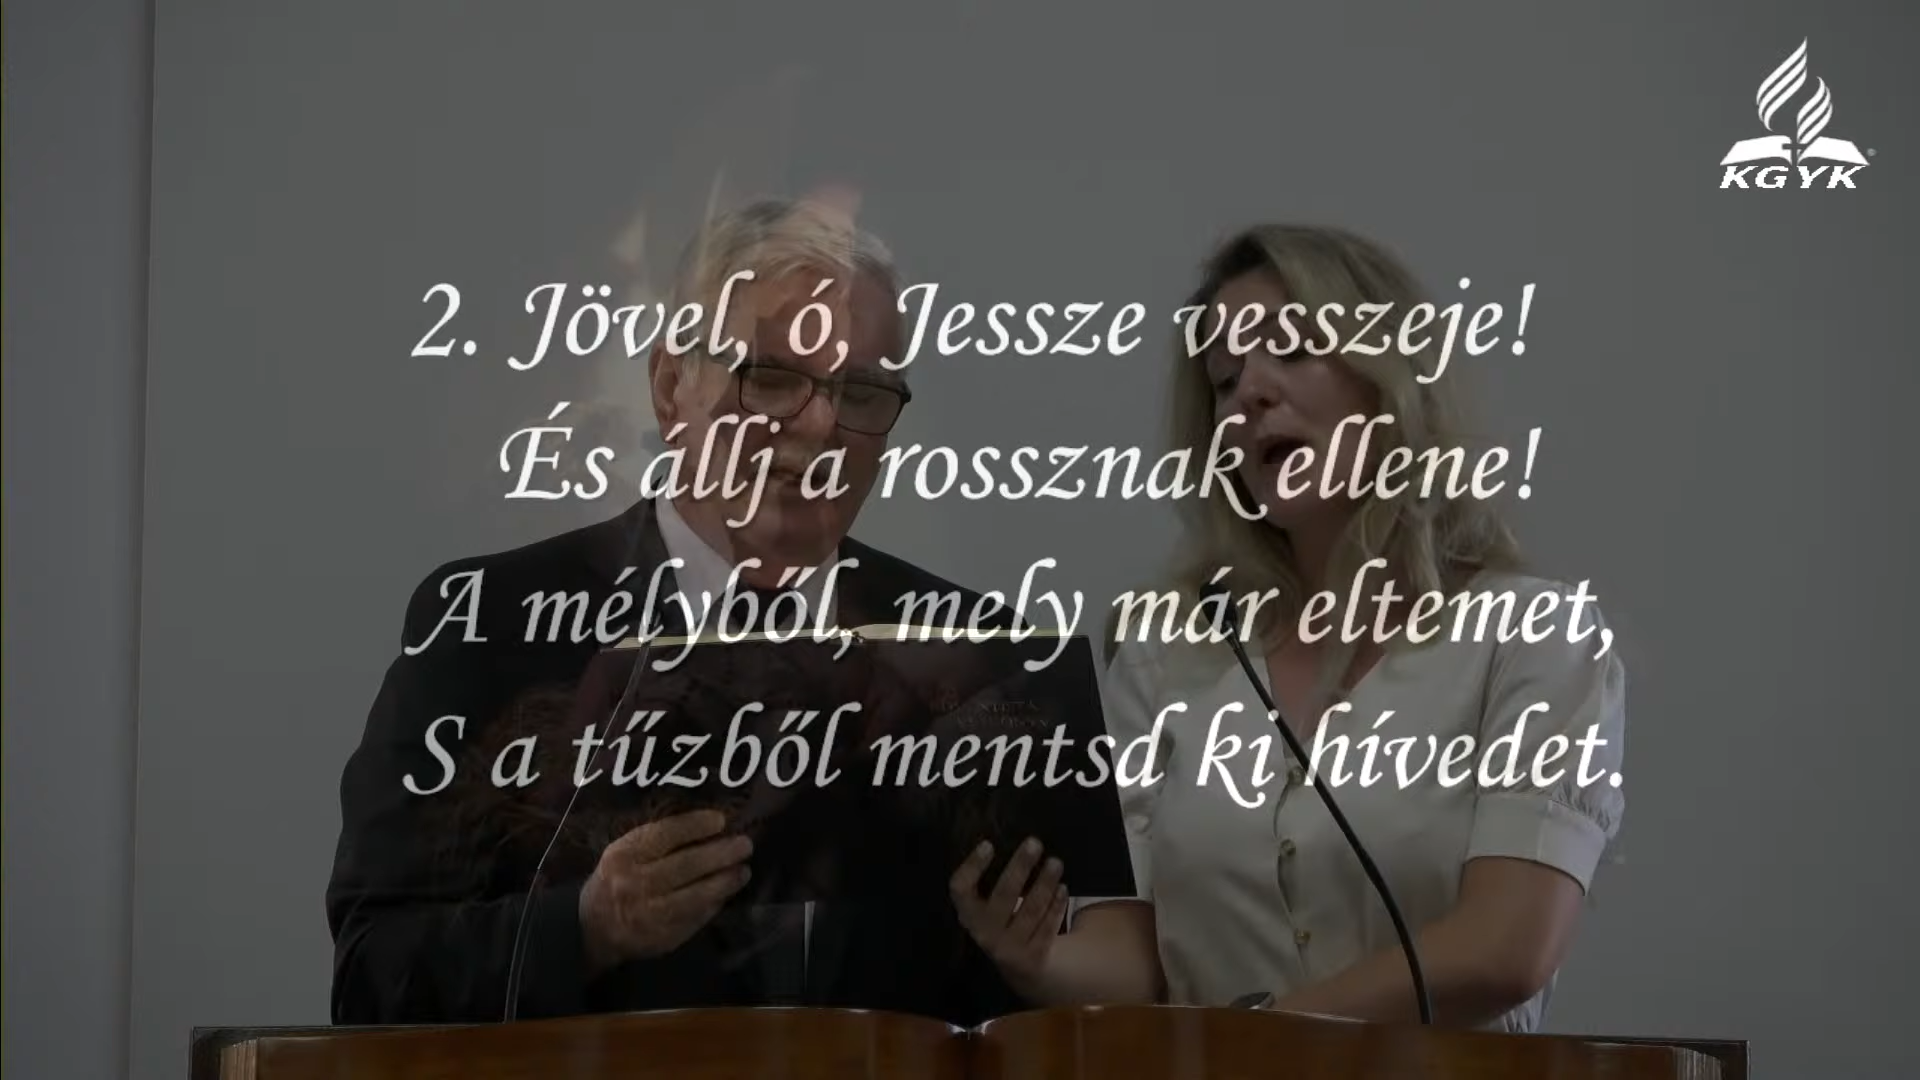 KGYK
2. Jövel, ó, Jessze vesszeje!
És állj a rossznak ellene!
A mélyből, mely már eltemet,
S a tűzből mentsd ki hívedet.